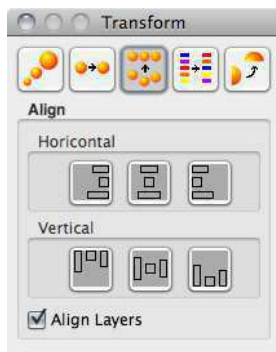 Transform
Align
Horicontal
Vertical
Align Layers